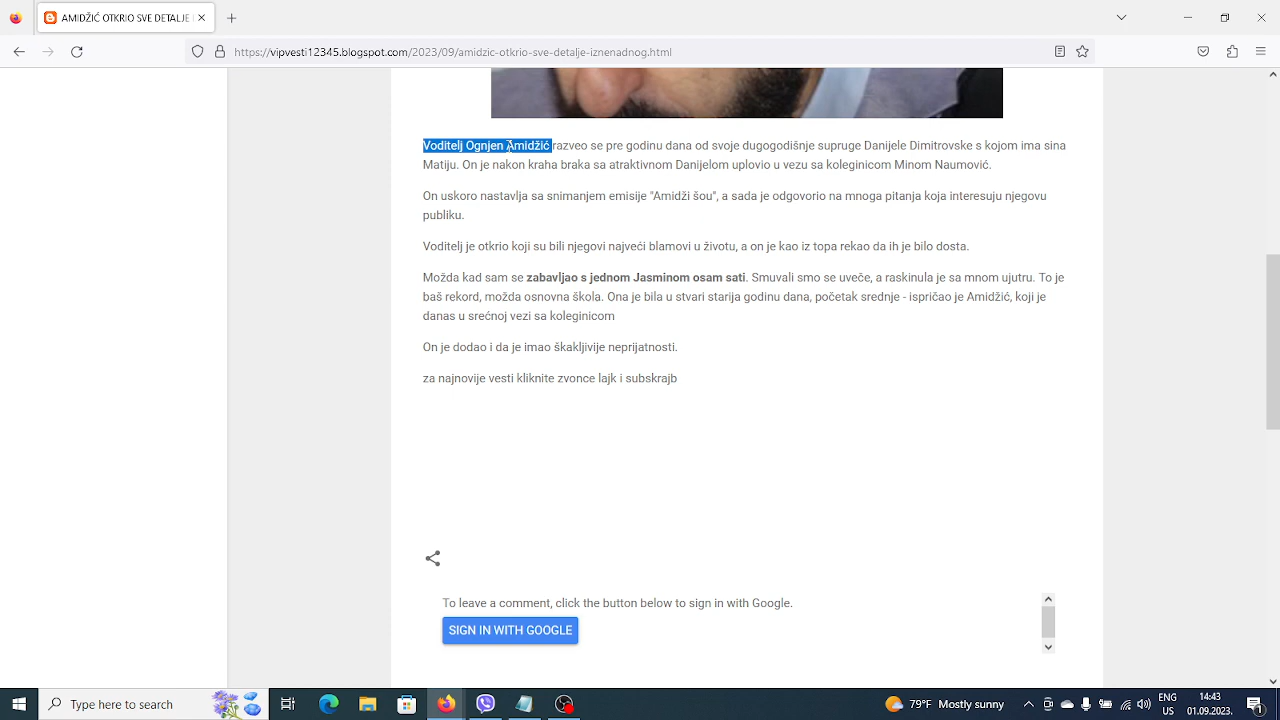 AMIDŽIĆ OTKRIO SVE DETALJE
https://vipvesti12345.blogspot.com/2023/09/amidzic-otkrio-sve-detalje-iznenadnog.html
Voditelj Ognjen Amidžić razveo se pre godinu dana od svoje dugogodišnje supruge Danijele Dimitrovske s kojom ima sina
Matiju. On je nakon kraha braka sa atraktivnom Danijelom uplovio u vezu sa koleginicom Minom Naumović.
On uskoro nastavlja sa snimanjem emisije "Amidži šou", a sada je odgovorio na mnoga pitanja koja interesuju njegovu
publiku.
Voditelj je otkrio koji su bili njegovi najveći blamovi u životu, a on je kao iz topa rekao da ih je bilo dosta.
Možda kad sam se zabavljao s jednom Jasminom osam sati. Smuvali smo se uveče, a raskinula je sa mnom ujutru. To je
baš rekord, možda osnovna škola. Ona je bila u stvari starija godinu dana, početak srednje - ispričao je Amidžić, koji je
danas u srećnoj vezi sa koleginicom
On je dodao i da je imao škakljivije neprijatnosti.
za najnovije vesti kliknite zvonce lajk i subskrajb
To leave a comment, click the button below to sign in with Google.
SIGN IN WITH GOOGLE
Type here to search
79°F Mostly sunny
ENG
US
14:43
01.09.2023.